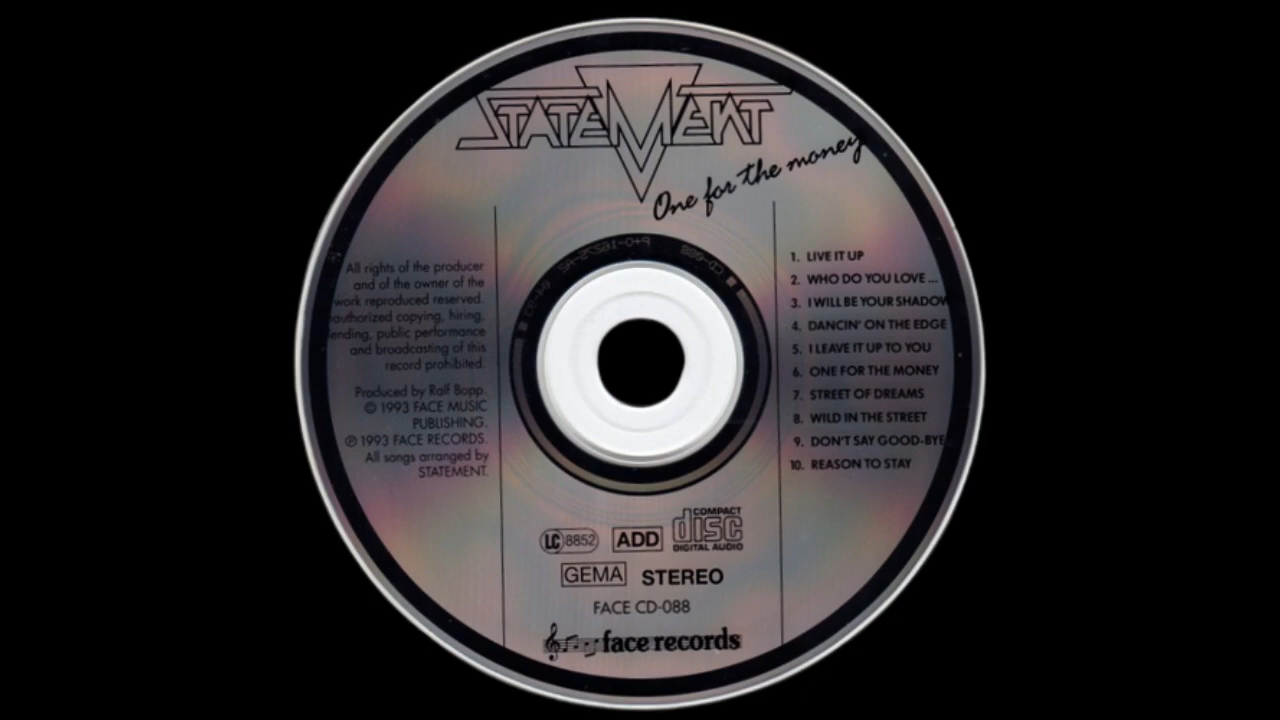 STATEMENT
One for the money
All rights of the producer
and of the owner of the
work reproduced reserved.
authorized copying, hiring,
ending, public performance
and broadcasting of this
record prohibited.
Produced by Ralf Bopp.
© 1993 FACE MUSIC
PUBLISHING.
℗ 1993 FACE RECORDS.
All songs arranged by
STATEMENT.
1. LIVE IT UP
2. WHO DO YOU LOVE ...
3. I WILL BE YOUR SHADOW
4. DANCIN' ON THE EDGE
5. I LEAVE IT UP TO YOU
6. ONE FOR THE MONEY
7. STREET OF DREAMS
8. WILD IN THE STREET
9. DON'T SAY GOOD-BYE
10. REASON TO STAY
LC 8852 ADD COMPACT disc DIGITAL AUDIO
GEMA STEREO
FACE CD-088
face records